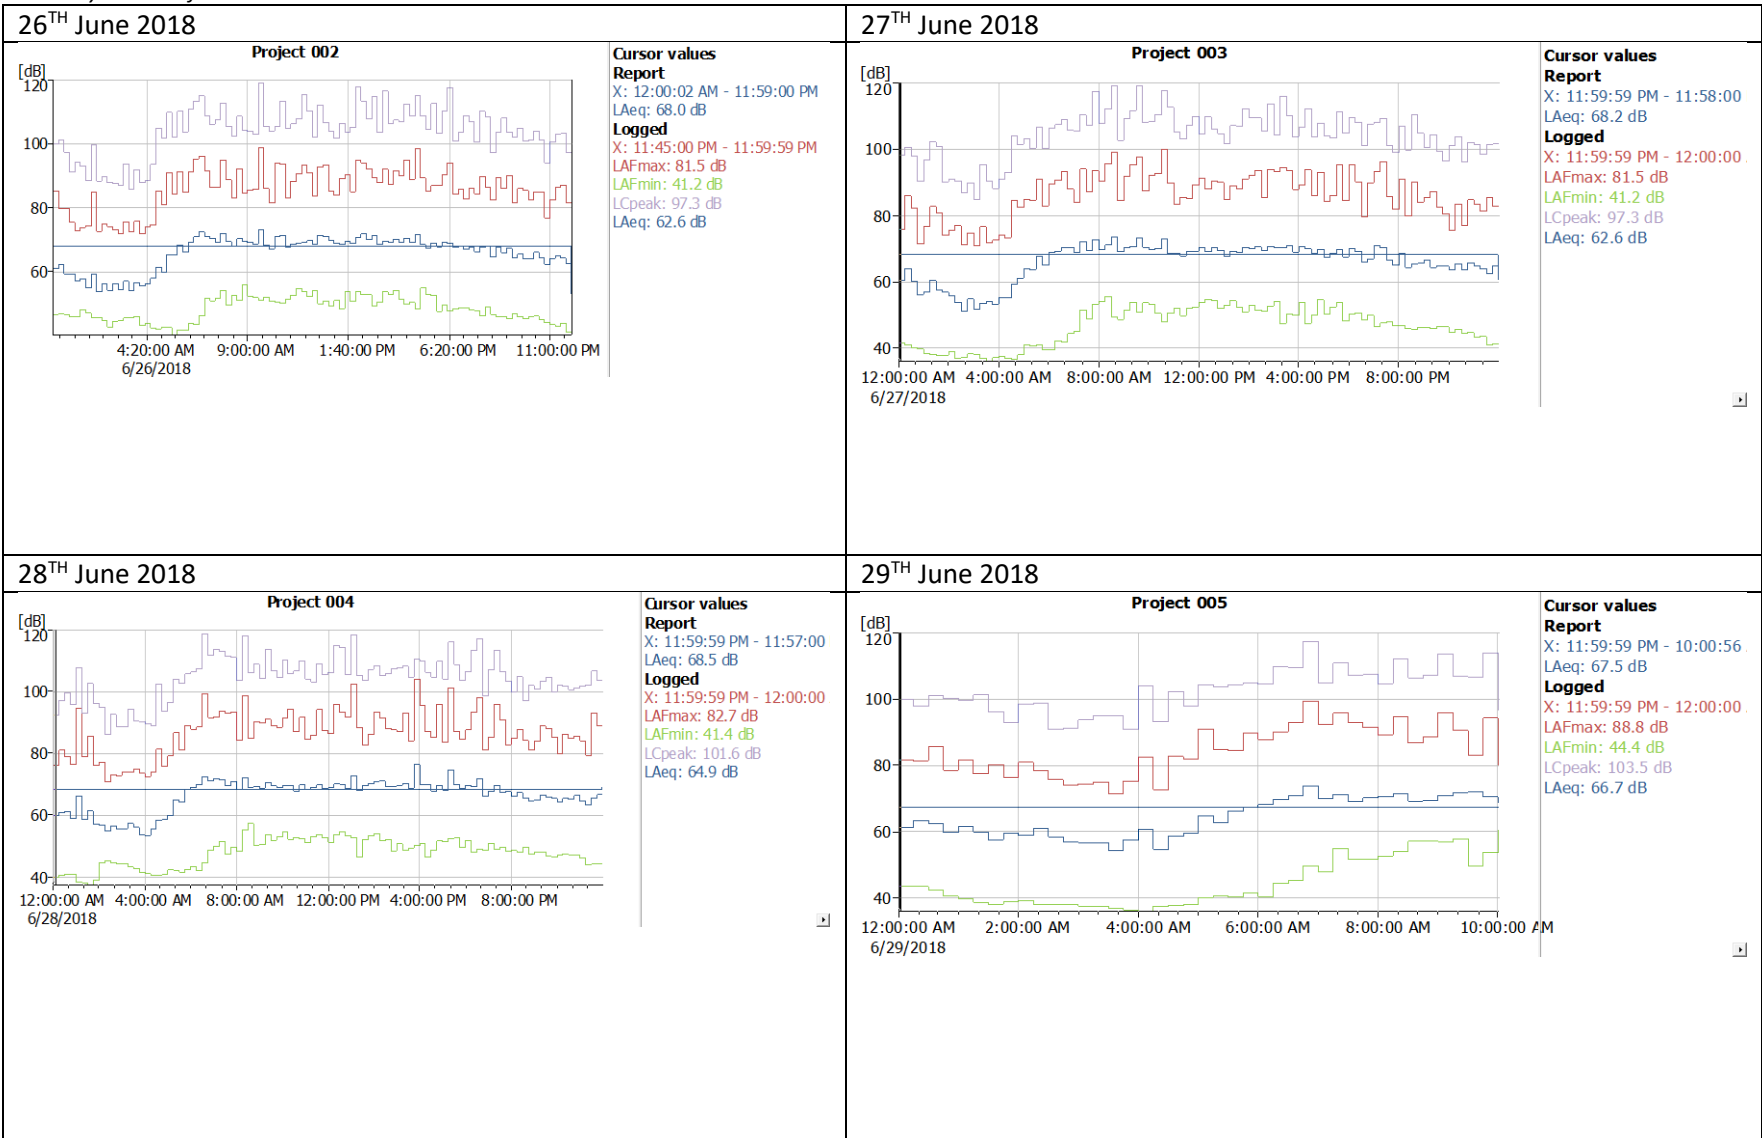 26TH June 2018
Project 002
[dB]
120
100
80
60
4:20:00 AM 9:00:00 AM 1:40:00 PM 6:20:00 PM 11:00:00 PM
6/26/2018
Cursor values
Report
X: 12:00:02 AM - 11:59:00 PM
LAeq: 68.0 dB
Logged
X: 11:45:00 PM - 11:59:59 PM
LAFmax: 81.5 dB
LAFmin: 41.2 dB
LCpeak: 97.3 dB
LAeq: 62.6 dB
27TH June 2018
Project 003
[dB]
120
100
80
60
40
12:00:00 AM 4:00:00 AM 8:00:00 AM 12:00:00 PM 4:00:00 PM 8:00:00 PM
6/27/2018
Cursor values
Report
X: 11:59:59 PM - 11:58:00
LAeq: 68.2 dB
Logged
X: 11:59:59 PM - 12:00:00
LAFmax: 81.5 dB
LAFmin: 41.2 dB
LCpeak: 97.3 dB
LAeq: 62.6 dB
28TH June 2018
Project 004
[dB]
120
100
80
60
40
12:00:00 AM 4:00:00 AM 8:00:00 AM 12:00:00 PM 4:00:00 PM 8:00:00 PM
6/28/2018
Cursor values
Report
X: 11:59:59 PM - 11:57:00
LAeq: 68.5 dB
Logged
X: 11:59:59 PM - 12:00:00
LAFmax: 82.7 dB
LAFmin: 41.4 dB
LCpeak: 101.6 dB
LAeq: 64.9 dB
29TH June 2018
Project 005
[dB]
120
100
80
60
40
12:00:00 AM 2:00:00 AM 4:00:00 AM 6:00:00 AM 8:00:00 AM 10:00:00 AM
6/29/2018
Cursor values
Report
X: 11:59:59 PM - 10:00:56
LAeq: 67.5 dB
Logged
X: 11:59:59 PM - 12:00:00
LAFmax: 88.8 dB
LAFmin: 44.4 dB
LCpeak: 103.5 dB
LAeq: 66.7 dB